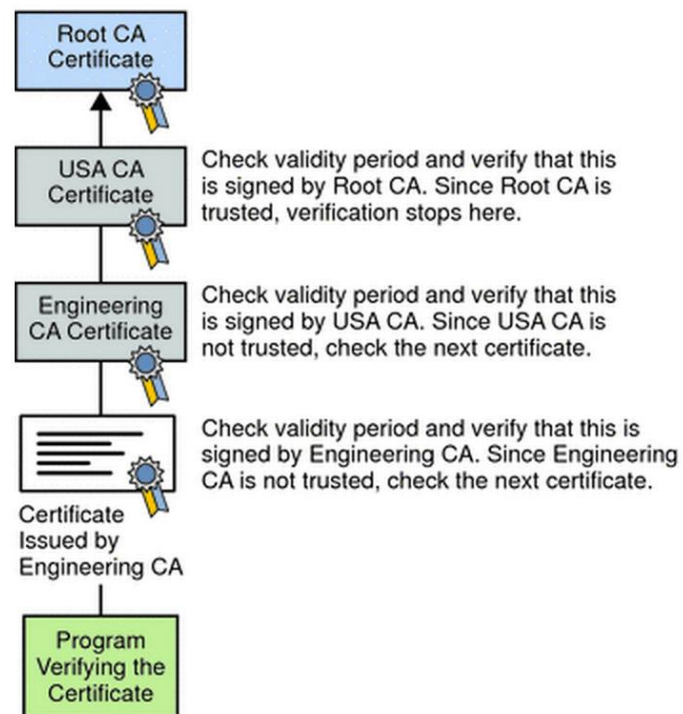 Root CA
Certificate
USA CA
Certificate
Check validity period and verify that this
is signed by Root CA. Since Root CA is
trusted, verification stops here.
Engineering
CA Certificate
Check validity period and verify that this
is signed by USA CA. Since USA CA is
not trusted, check the next certificate.
Check validity period and verify that this is
signed by Engineering CA. Since Engineering
CA is not trusted, check the next certificate.
Certificate
Issued by
Engineering CA
Program
Verifying the
Certificate